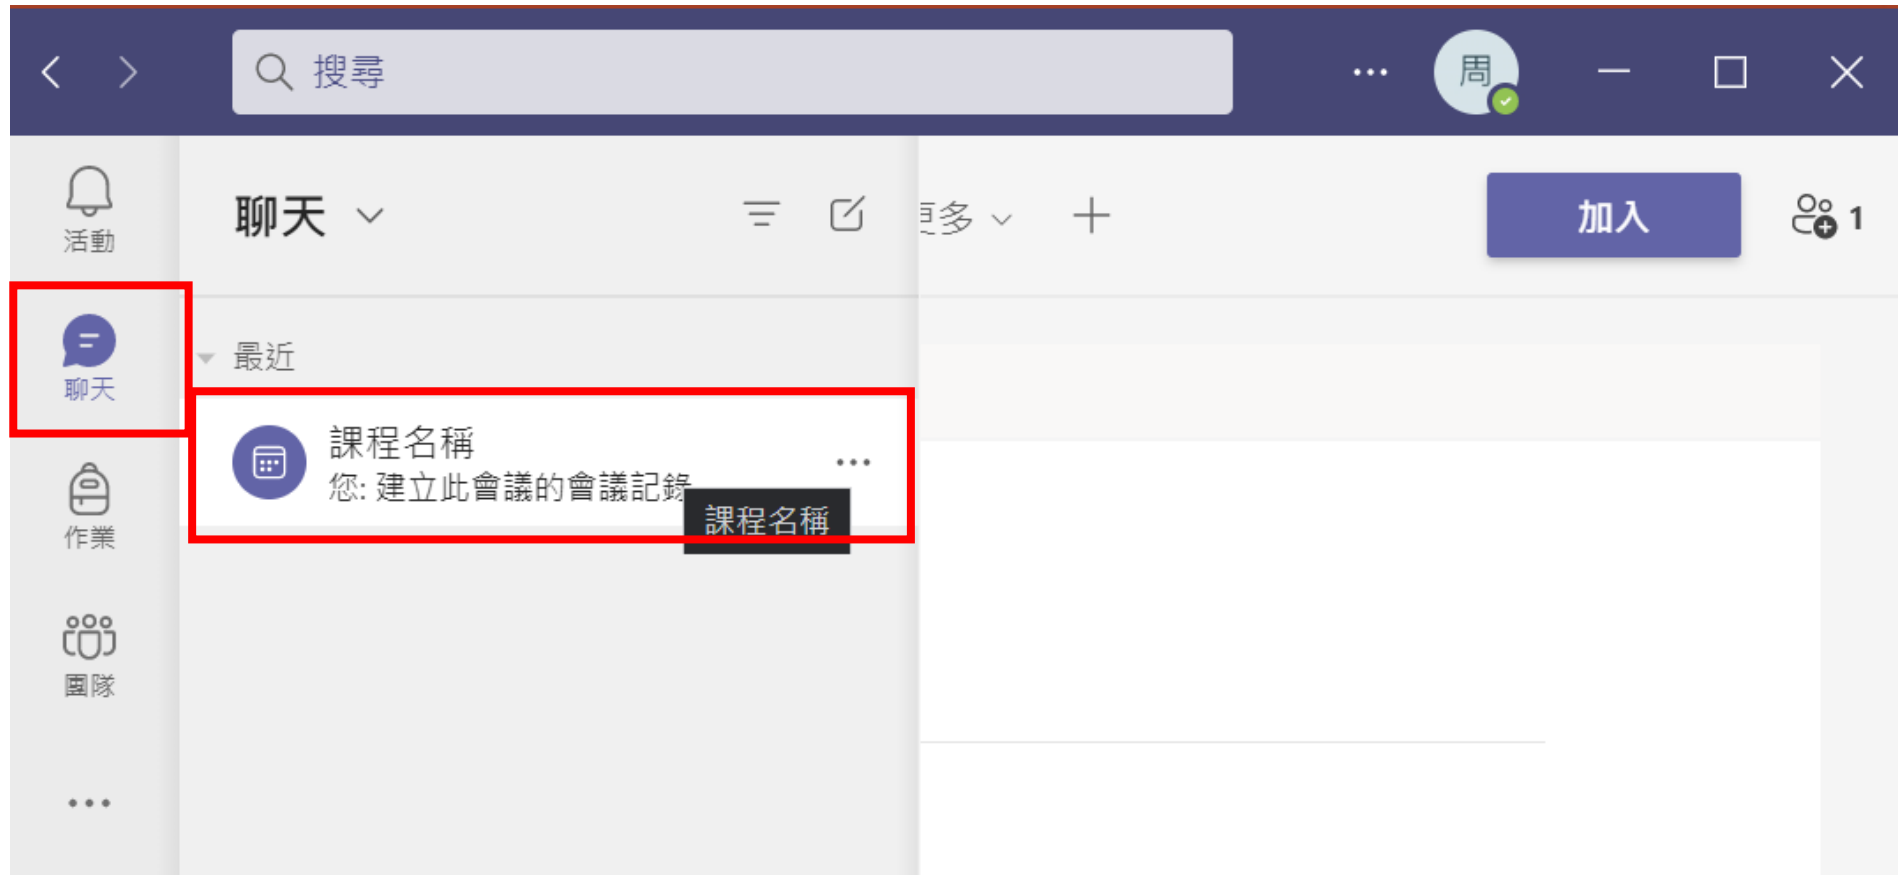 搜尋
周
活動
聊天
更多
加入
1
聊天
最近
課程名稱
您: 建立此會議的會議記錄
課程名稱
作業
團隊